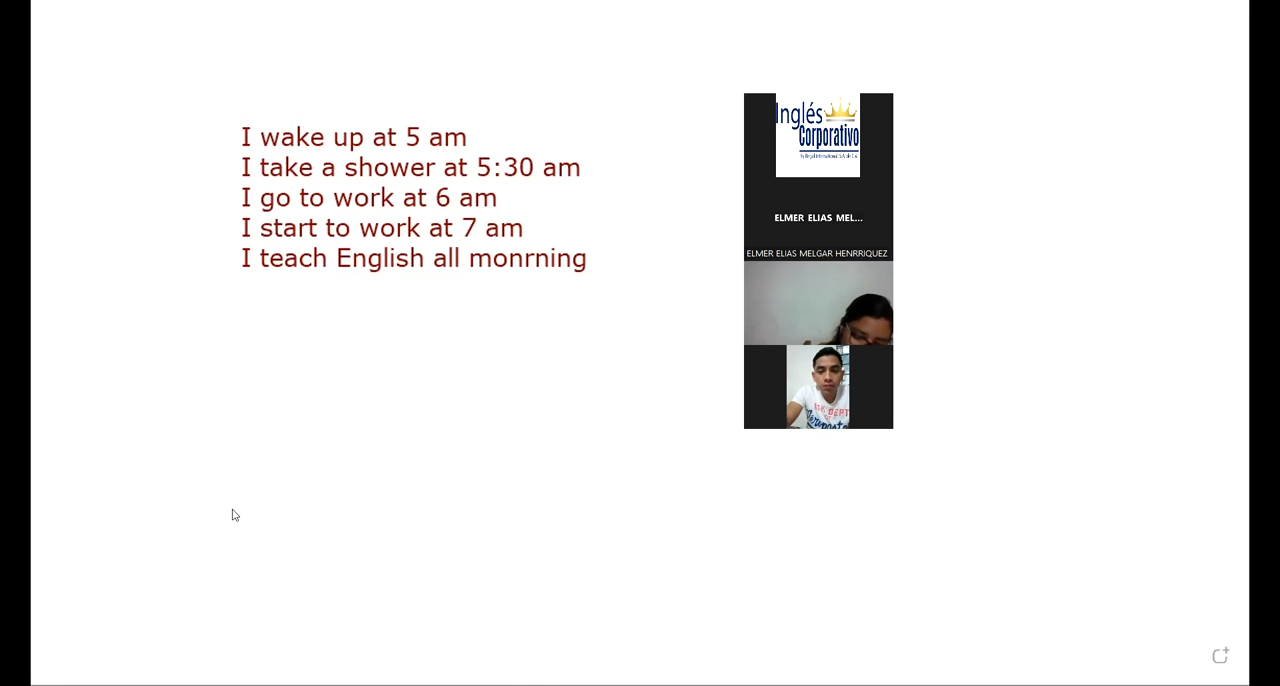 I wake up at 5 am
I take a shower at 5:30 am
I go to work at 6 am
I start to work at 7 am
I teach English all monrning
Inglés
Corporativo
ELMER ELIAS MEL...
ELMER ELIAS MELGAR HENRRIQUEZ
DEPT